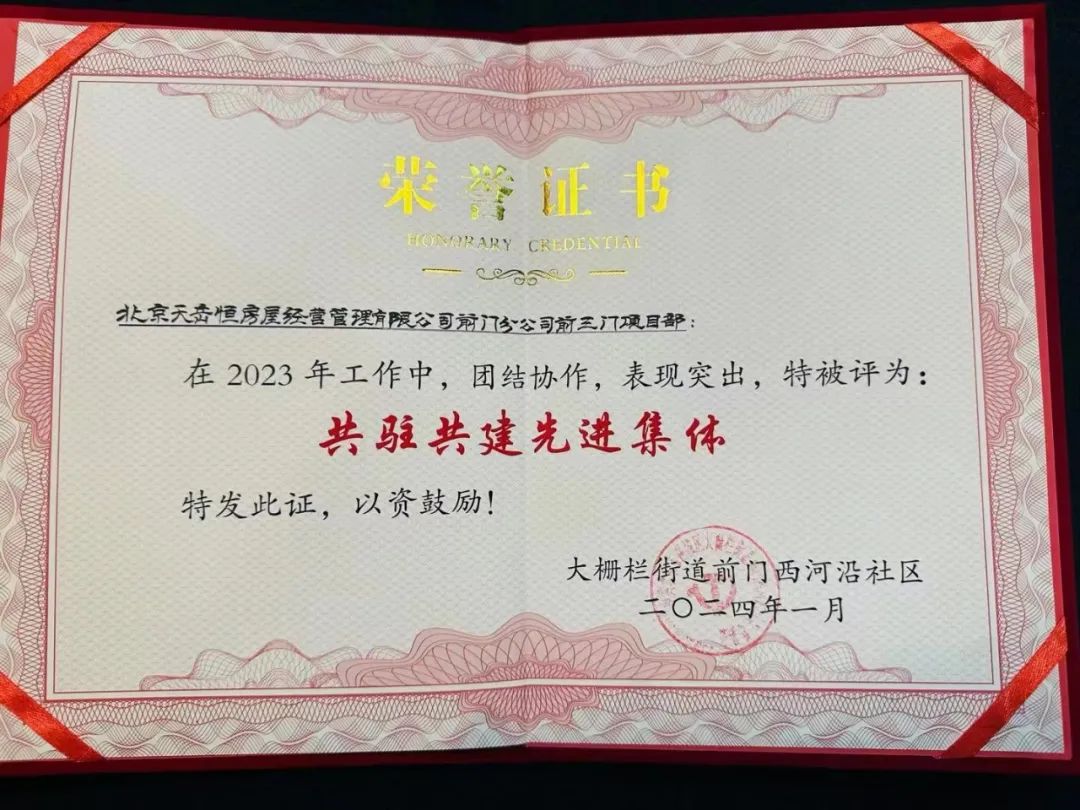 荣誉证书
HONORARY CREDENTIAL
北京天岳恒房屋经营管理有限公司前门分公司前三门项目部：
在 2023 年工作中，团结协作，表现突出，特被评为：
共驻共建先进集体
特发此证，以资鼓励！
大栅栏街道前门西河沿社区
二〇二四年一月